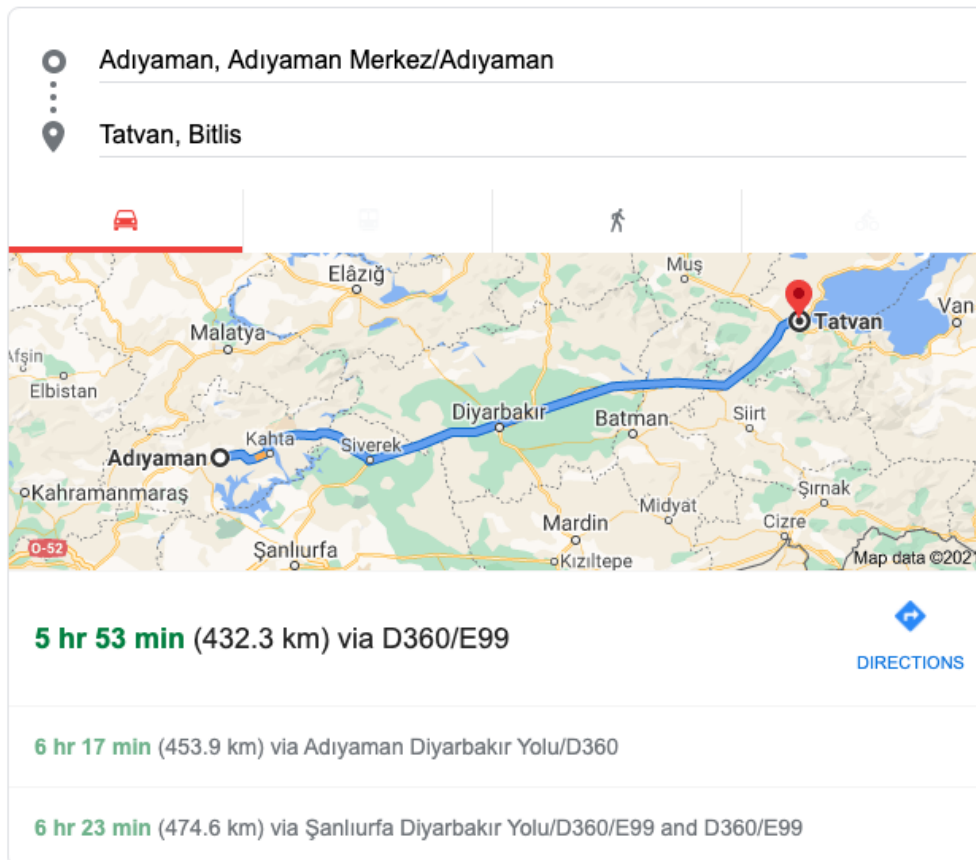 Adıyaman, Adıyaman Merkez/Adıyaman
Tatvan, Bitlis
Elâzığ
Muş
Van
Tatvan
Malatya
Afşin
Elbistan
Diyarbakır
Batman
Siirt
Kahta
Siverek
Adıyaman
Kahramanmaraş
Şırnak
Midyat
Mardin
Cizre
O-52
Şanlıurfa
Kızıltepe
Map data ©2021
5 hr 53 min (432.3 km) via D360/E99
DIRECTIONS
6 hr 17 min (453.9 km) via Adıyaman Diyarbakır Yolu/D360
6 hr 23 min (474.6 km) via Şanlıurfa Diyarbakır Yolu/D360/E99 and D360/E99